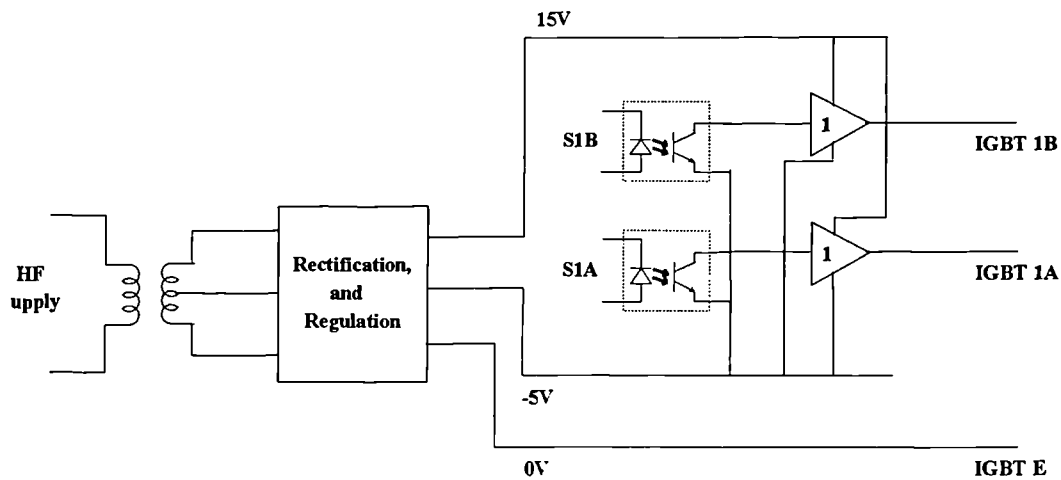 15V
S1B
1
IGBT 1B
S1A
1
IGBT 1A
HF
upply
Rectification,
and
Regulation
-5V
0V
IGBT E